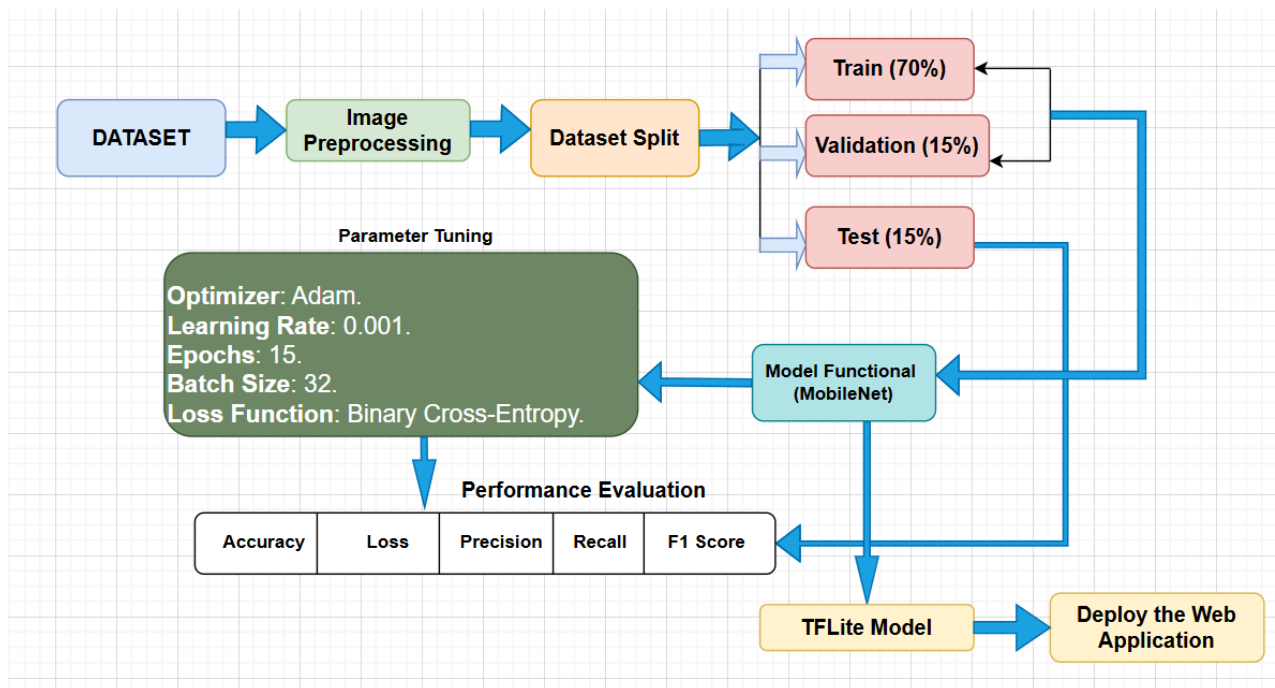 DATASET
Image
Preprocessing
Dataset Split
Train (70%)
Validation (15%)
Test (15%)
Parameter Tuning
Optimizer: Adam.
Learning Rate: 0.001.
Epochs: 15.
Batch Size: 32.
Loss Function: Binary Cross-Entropy.
Model Functional
(MobileNet)
Performance Evaluation
Accuracy
Loss
Precision
Recall
F1 Score
TFLite Model
Deploy the Web
Application